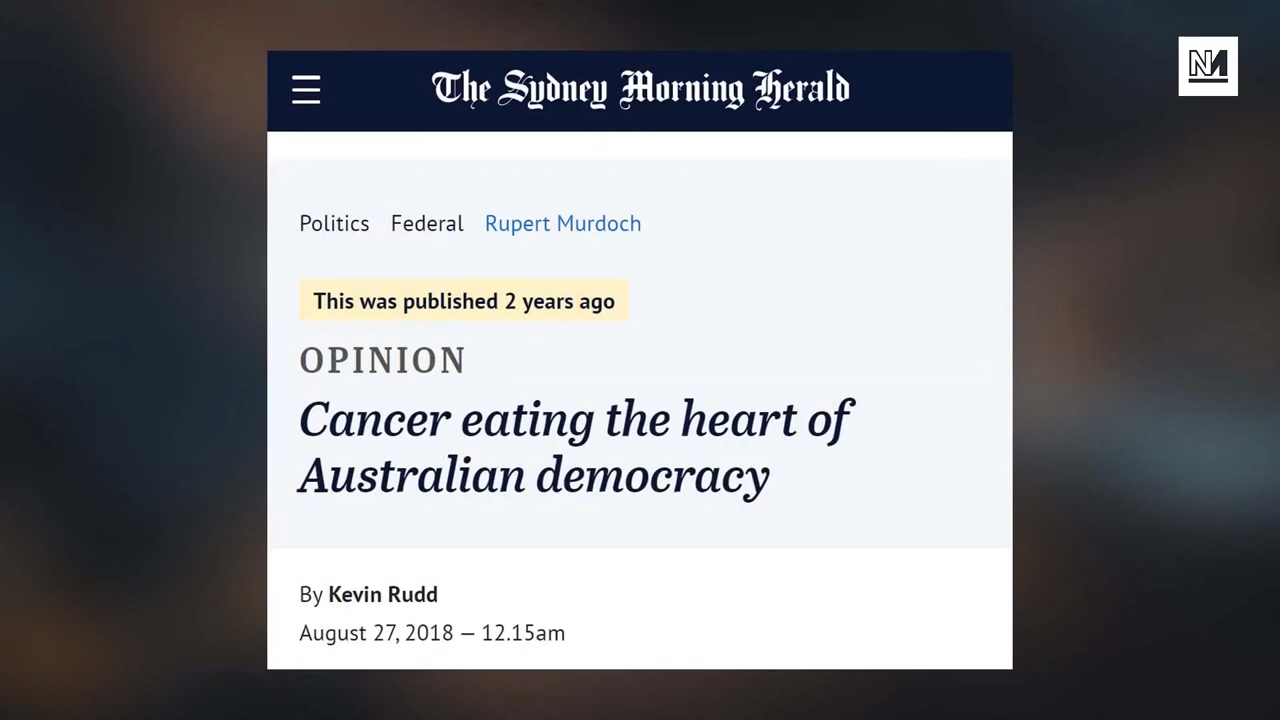 The Sydney Morning Herald
NM
Politics Federal Rupert Murdoch
This was published 2 years ago
OPINION
Cancer eating the heart of
Australian democracy
By Kevin Rudd
August 27, 2018 — 12.15am